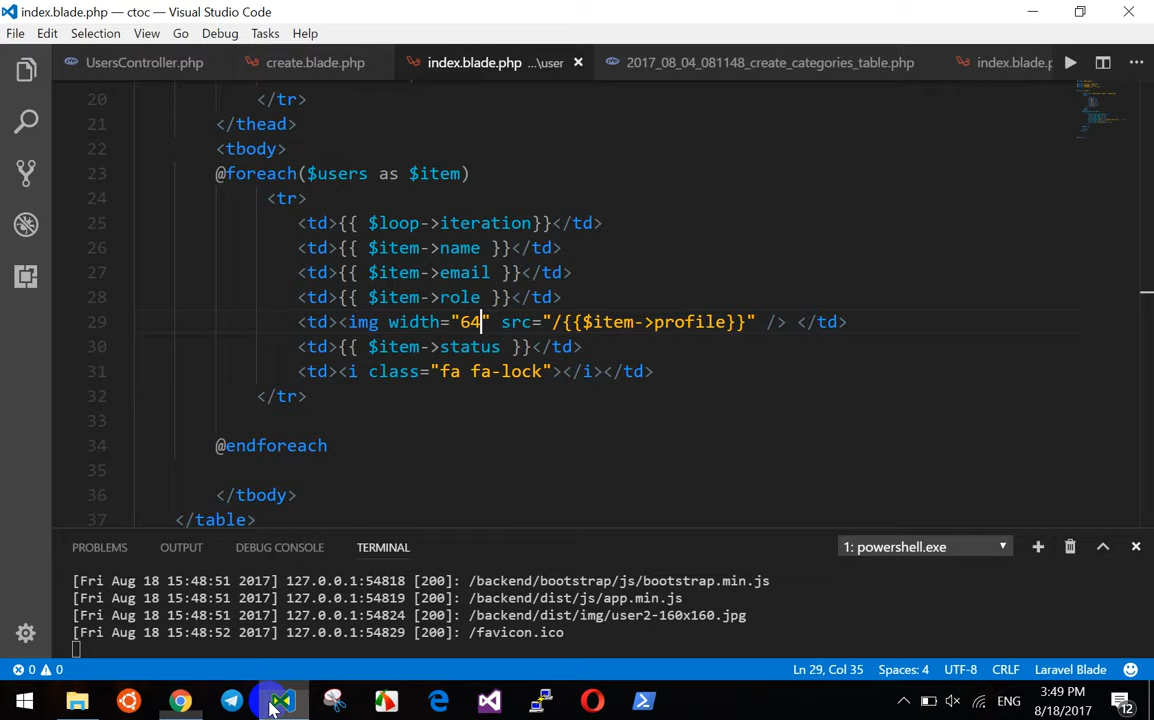 index.blade.php — ctoc — Visual Studio Code
File Edit Selection View Go Debug Tasks Help
UsersController.php create.blade.php index.blade.php ...\user 2017_08_04_081148_create_categories_table.php index.blade.p
20 </tr>
21 </thead>
22 <tbody>
23 @foreach($users as $item)
24 <tr>
25 <td>{{ $loop->iteration}}</td>
26 <td>{{ $item->name }}</td>
27 <td>{{ $item->email }}</td>
28 <td>{{ $item->role }}</td>
29 <td><img width="64" src="/{{$item->profile}}" /> </td>
30 <td>{{ $item->status }}</td>
31 <td><i class="fa fa-lock"></i></td>
32 </tr>
33
34 @endforeach
35
36 </tbody>
37 </table>
PROBLEMS OUTPUT DEBUG CONSOLE TERMINAL 1: powershell.exe
[Fri Aug 18 15:48:51 2017] 127.0.0.1:54818 [200]: /backend/bootstrap/js/bootstrap.min.js
[Fri Aug 18 15:48:51 2017] 127.0.0.1:54819 [200]: /backend/dist/js/app.min.js
[Fri Aug 18 15:48:51 2017] 127.0.0.1:54824 [200]: /backend/dist/img/user2-160x160.jpg
[Fri Aug 18 15:48:52 2017] 127.0.0.1:54829 [200]: /favicon.ico
0 0 Ln 29, Col 35 Spaces: 4 UTF-8 CRLF Laravel Blade
ENG 3:49 PM
8/18/2017 12